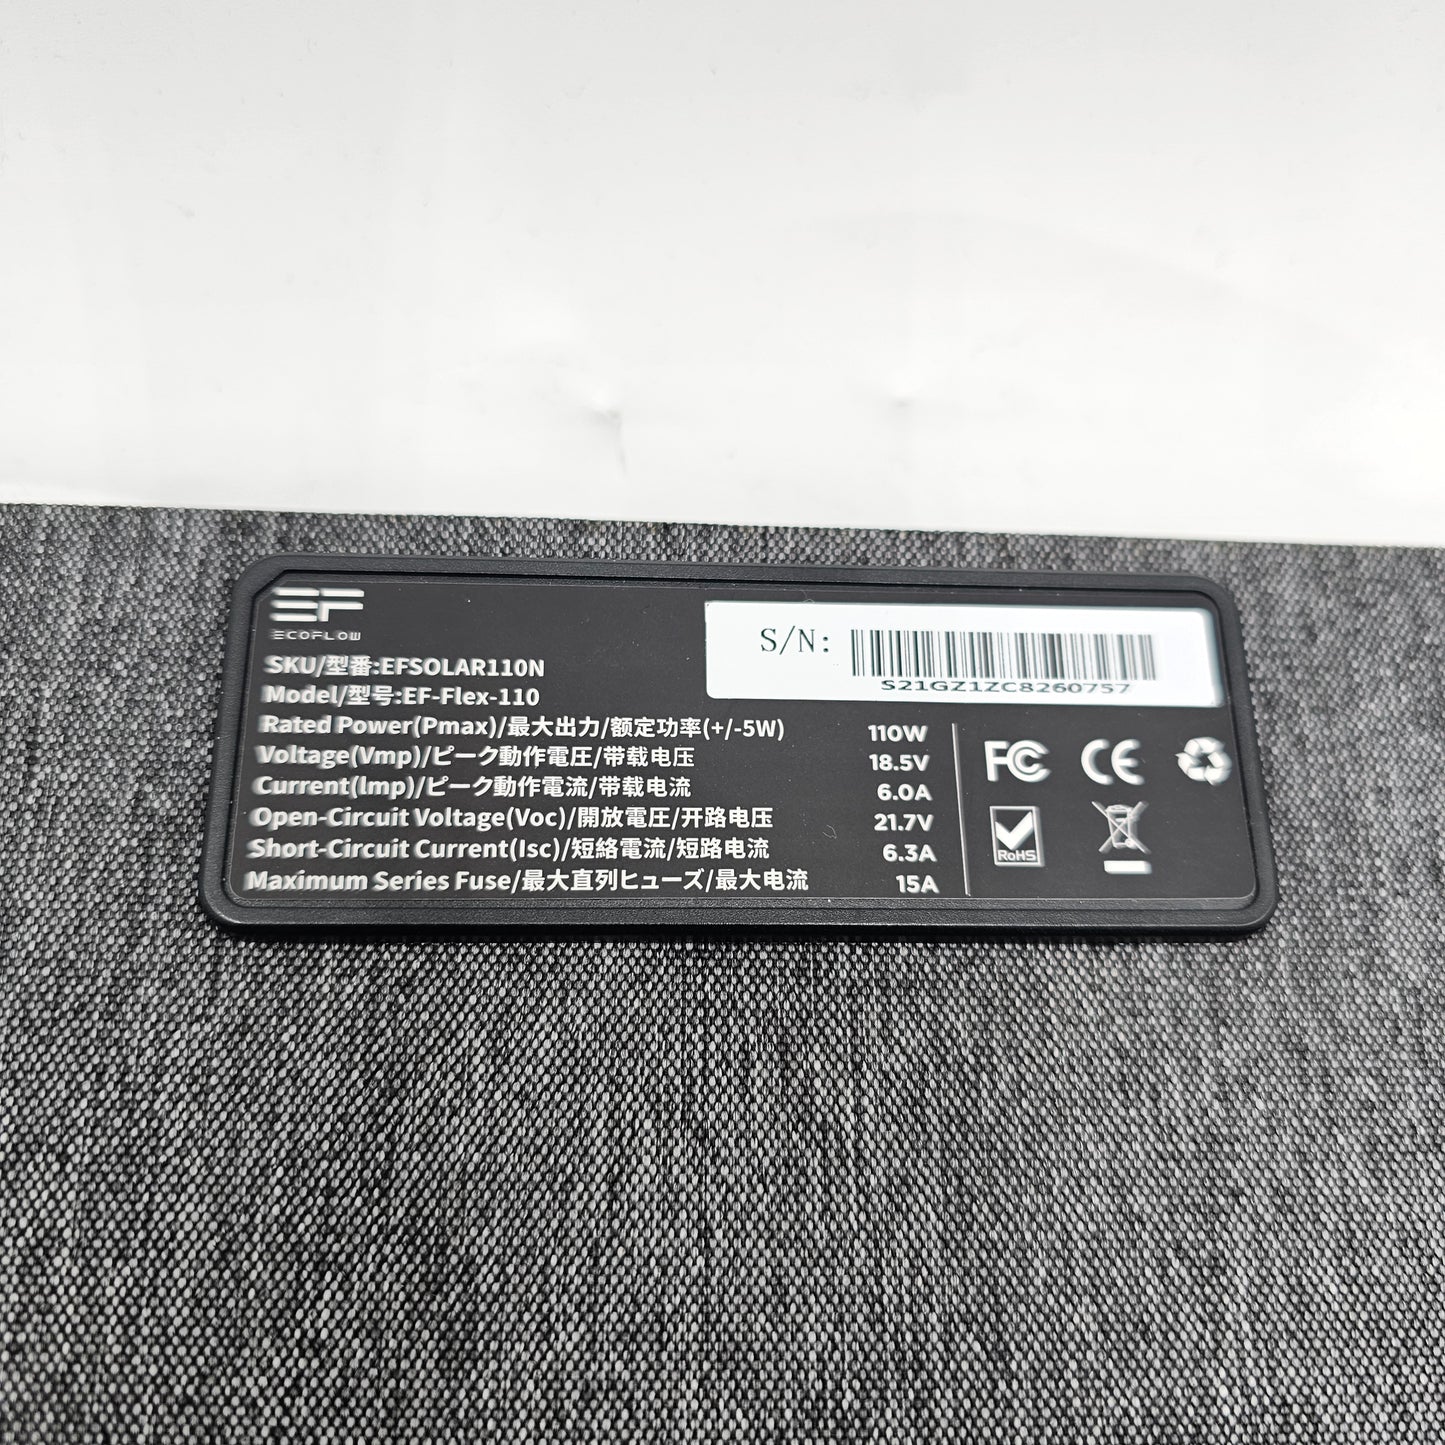 EF
ECOFLOW
S/N:
S21GZ1ZC8260757
SKU/型番:EFSOLAR110N
Model/型号:EF-Flex-110
Rated Power(Pmax)/最大出力/额定功率(+/-5W) 110W
Voltage(Vmp)/ピーク動作電圧/带载电压 18.5V
Current(lmp)/ピーク動作電流/带载电流 6.0A
Open-Circuit Voltage(Voc)/開放電圧/开路电压 21.7V
Short-Circuit Current(Isc)/短絡電流/短路电流 6.3A
Maximum Series Fuse/最大直列ヒューズ/最大电流 15A
FC CE
RoHS